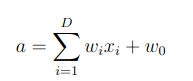 a = \sum_{i=1}^{D} w_i x_i + w_0